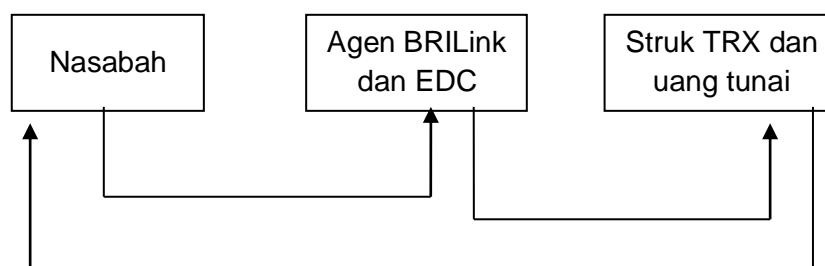 Nasabah
Agen BRILink
dan EDC
Struk TRX dan
uang tunai